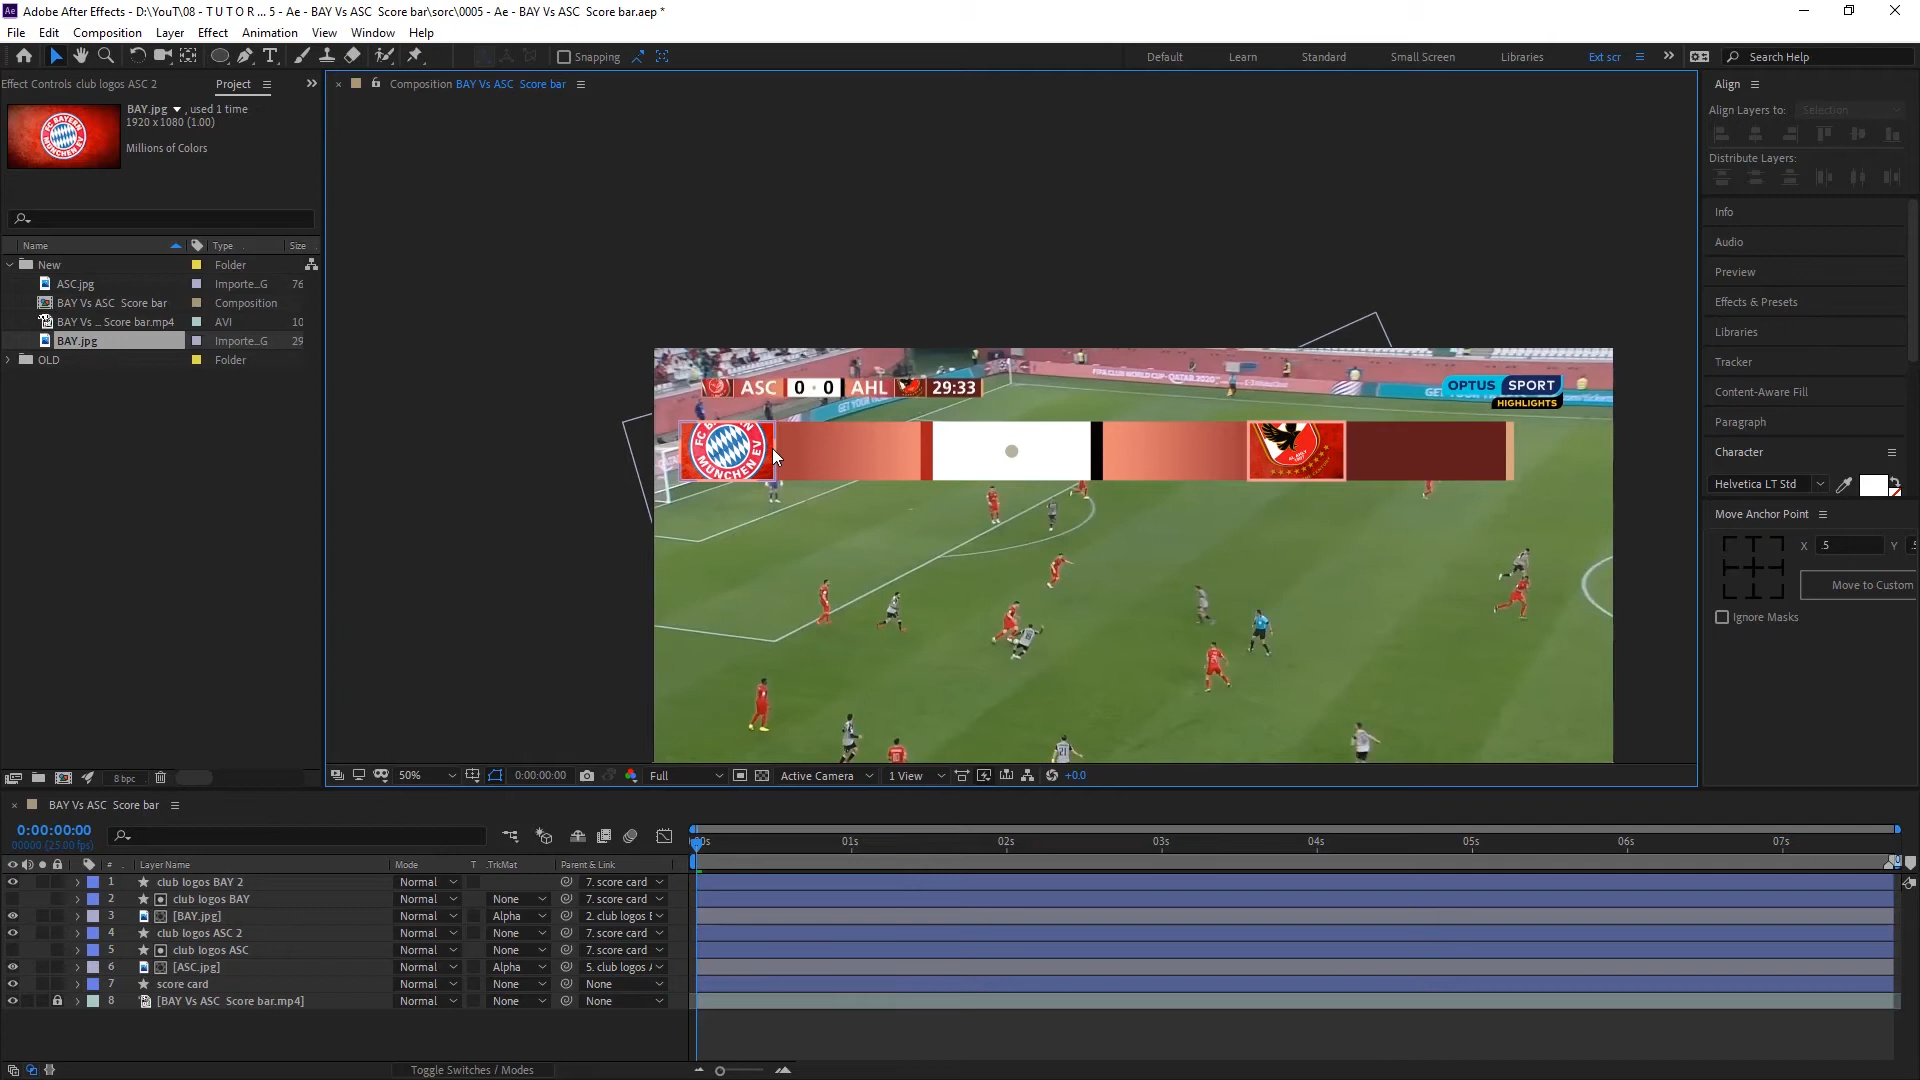 Adobe After Effects - D:\YouT\08 - T U T O R ... 5 - Ae - BAY Vs ASC  Score bar\sorc\0005 - Ae - BAY Vs ASC  Score bar.aep *
File Edit Composition Layer Effect Animation View Window Help
Snapping
Default Learn Standard Small Screen Libraries Ext scr
Search Help
Effect Controls club logos ASC 2
Project
BAY.jpg , used 1 time
1920 x 1080 (1.00)
Millions of Colors
Name Type Size
New Folder
ASC.jpg Importe...G 76
BAY Vs ASC  Score bar Composition
BAY Vs ... Score bar.mp4 AVI 10
BAY.jpg Importe...G 29
OLD Folder
8 bpc
Composition BAY Vs ASC  Score bar
ASC 0 - 0 AHL 29:33
FIFA CLUB WORLD CUP - QATAR 2020
OPTUS SPORT
HIGHLIGHTS
MÜNCHEN EV
50% 0:00:00:00 Full Active Camera 1 View +0.0
Align
Align Layers to: Selection
Distribute Layers:
Info
Audio
Preview
Effects & Presets
Libraries
Tracker
Content-Aware Fill
Paragraph
Character
Helvetica LT Std
Move Anchor Point
X .5 Y .5
Move to Custom
Ignore Masks
BAY Vs ASC  Score bar
0:00:00:00
00000 (25.00 fps)
# Layer Name Mode T .TrkMat Parent & Link
:00s 01s 02s 03s 04s 05s 06s 07s
1 club logos BAY 2 Normal 7. score card
2 club logos BAY Normal None 7. score card
3 [BAY.jpg] Normal Alpha 2. club logos E
4 club logos ASC 2 Normal None 7. score card
5 club logos ASC Normal None 7. score card
6 [ASC.jpg] Normal Alpha 5. club logos A
7 score card Normal None None
8 [BAY Vs ASC  Score bar.mp4] Normal None None
Toggle Switches / Modes